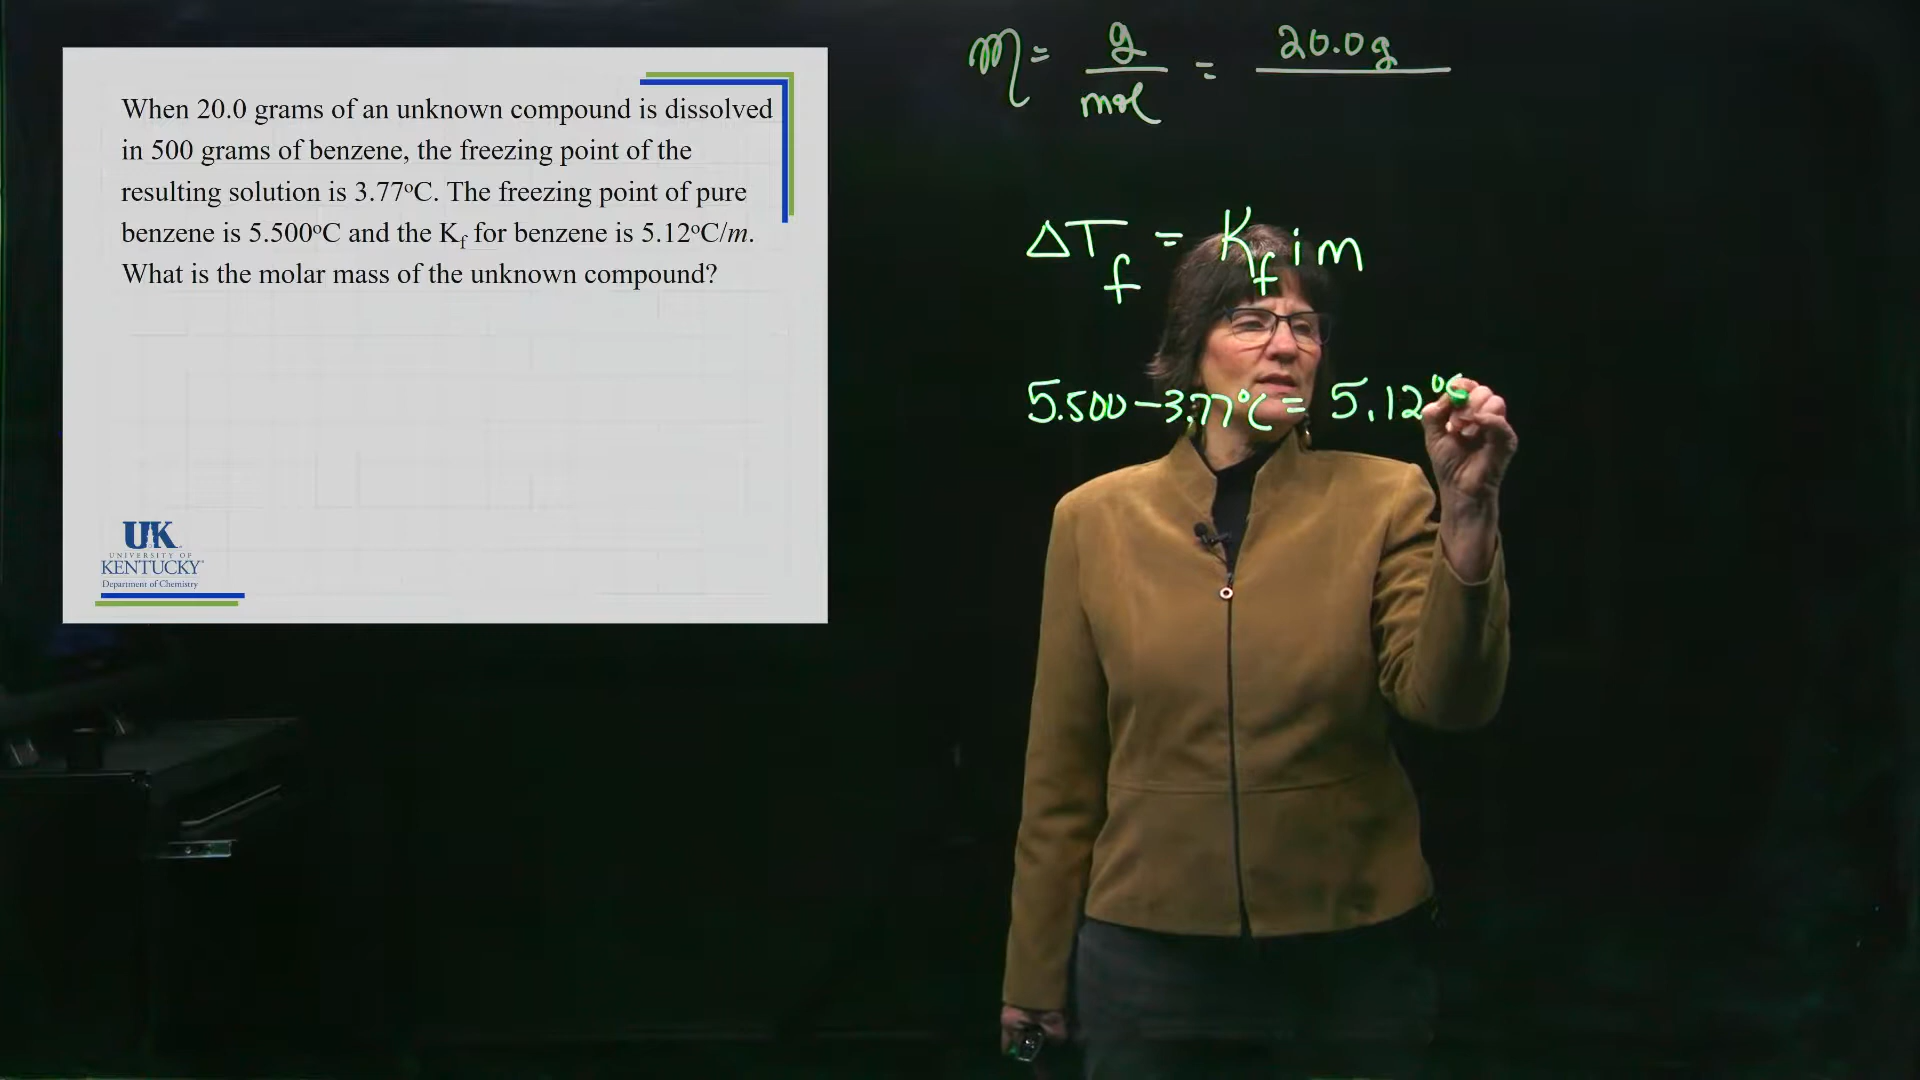 When 20.0 grams of an unknown compound is dissolved
in 500 grams of benzene, the freezing point of the
resulting solution is 3.77°C. The freezing point of pure
benzene is 5.500°C and the Kf for benzene is 5.12°C/m.
What is the molar mass of the unknown compound?
UK
UNIVERSITY OF
KENTUCKY
Department of Chemistry
m = g/mol = 20.0g
ΔTf = Kf i m
5.500 - 3.77°C = 5.12°C